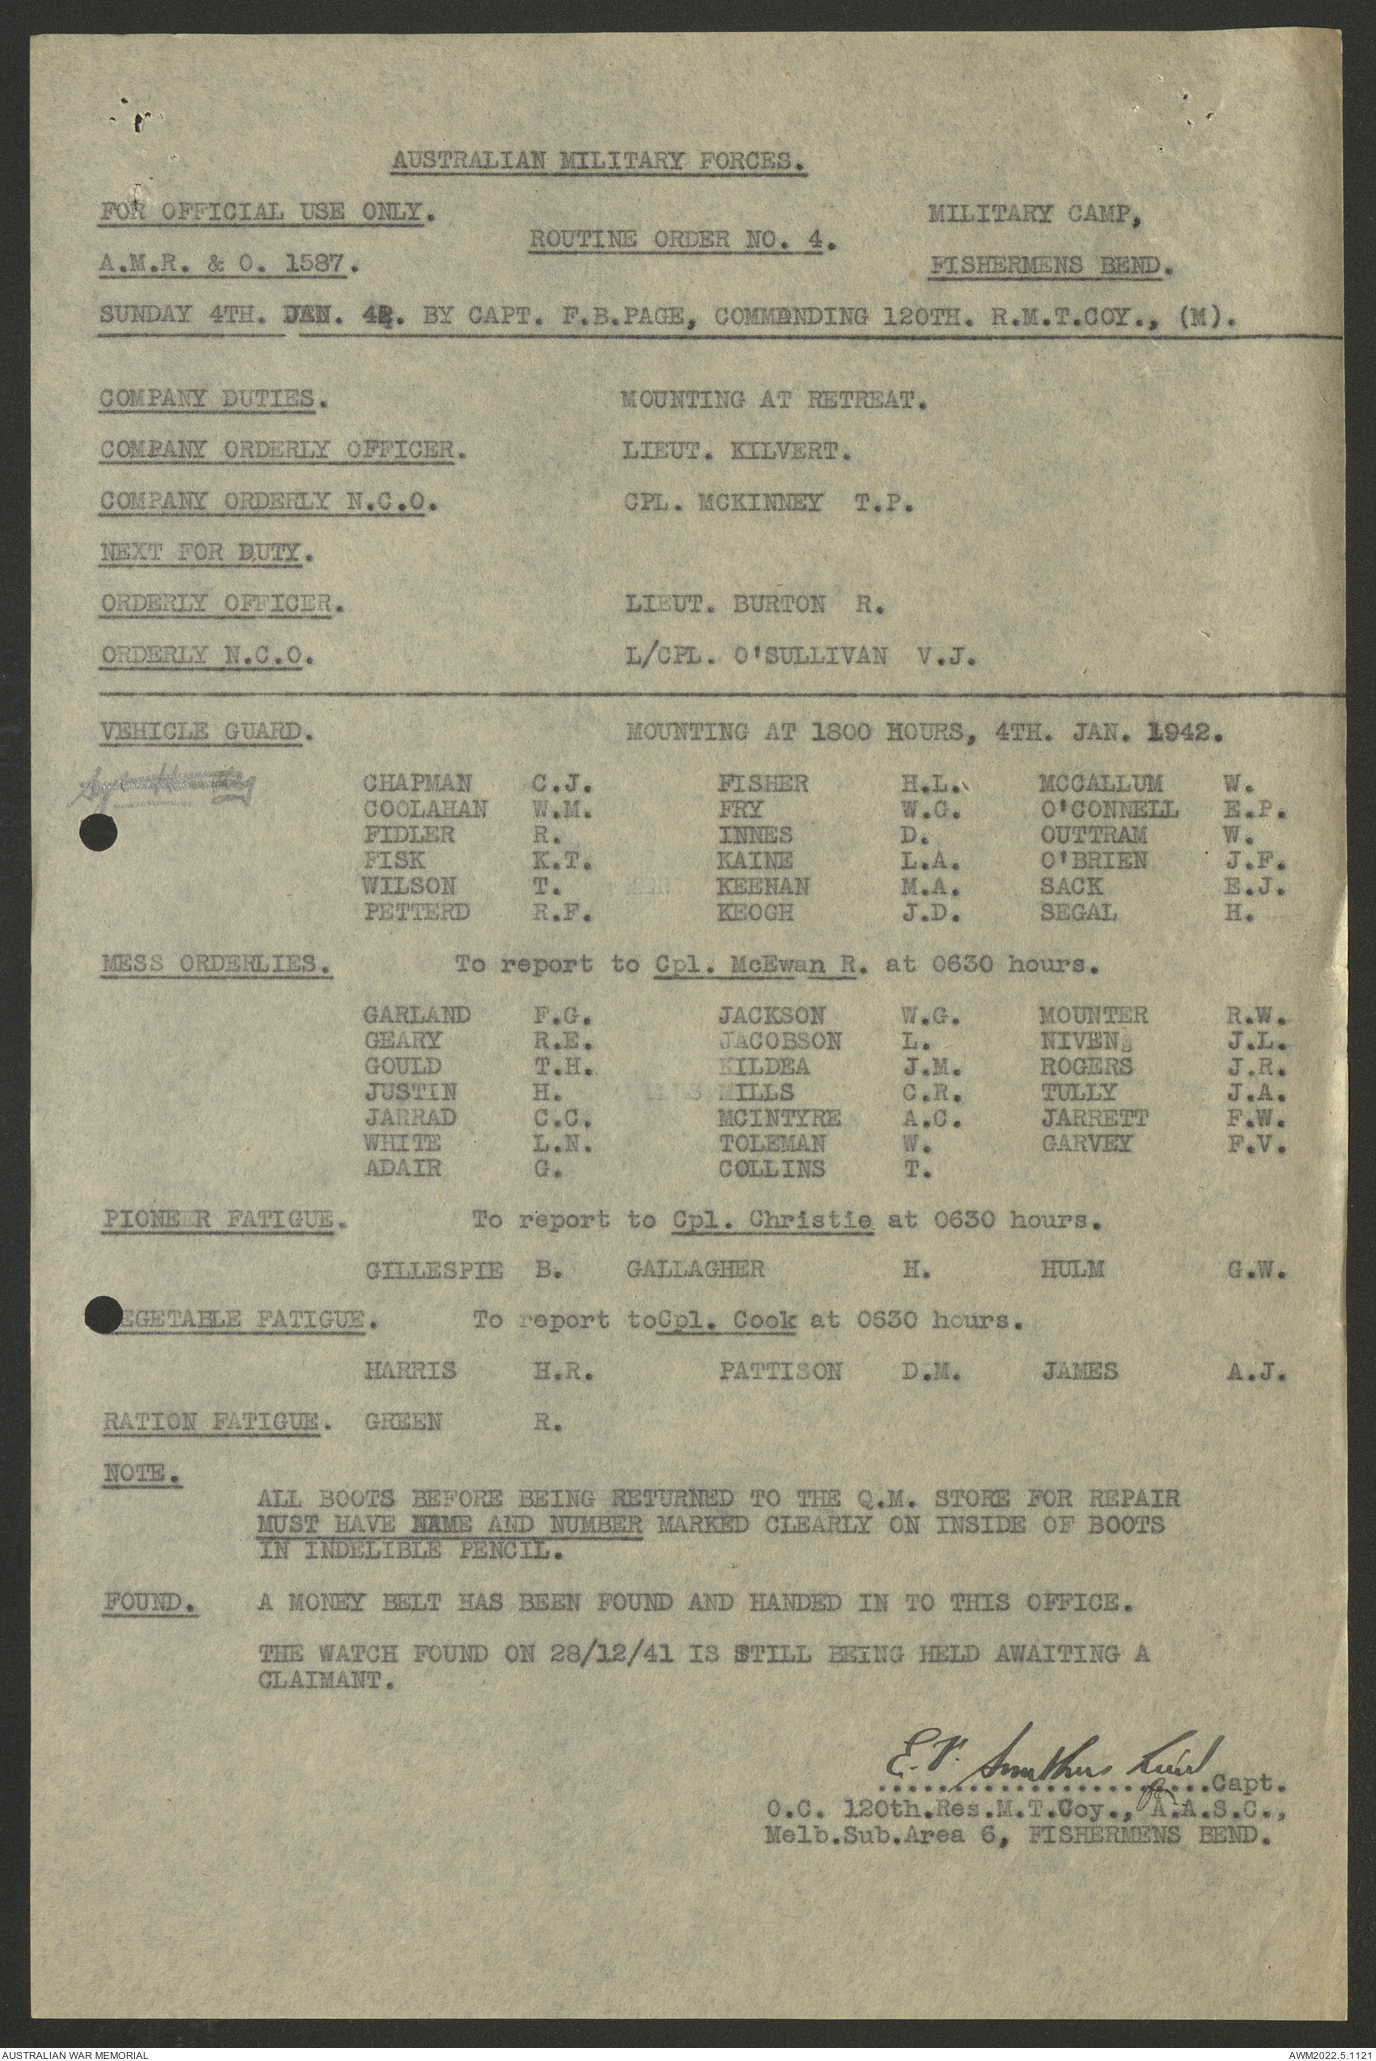 AUSTRALIAN MILITARY FORCES.
FOR OFFICIAL USE ONLY. MILITARY CAMP,
ROUTINE ORDER NO. 4.
A.M.R. & O. 1587. FISHERMENS BEND.
SUNDAY 4TH. JAN. 42. BY CAPT. F.B.PAGE, COMMANDING 120TH. R.M.T.COY., (M).
COMPANY DUTIES. MOUNTING AT RETREAT.
COMPANY ORDERLY OFFICER. LIEUT. KILVERT.
COMPANY ORDERLY N.C.O. CPL. MCKINNEY T.P.
NEXT FOR DUTY.
ORDERLY OFFICER. LIEUT. BURTON R.
ORDERLY N.C.O. L/CPL. O'SULLIVAN V.J.
VEHICLE GUARD. MOUNTING AT 1800 HOURS, 4TH. JAN. 1942.
CHAPMAN C.J. FISHER H.L. MCCALLUM W.
COOLAHAN W.M. FRY W.G. O'CONNELL E.P.
FIDLER R. INNES D. OUTTRAM W.
FISK K.T. KAINE L.A. O'BRIEN J.F.
WILSON T. KEENAN M.A. SACK E.J.
PETTERD R.F. KEOGH J.D. SEGAL H.
MESS ORDERLIES. To report to Cpl. McEwan R. at 0630 hours.
GARLAND F.G. JACKSON W.G. MOUNTER R.W.
GEARY R.E. JACOBSON L. NIVEN J.L.
GOULD T.H. KILDEA J.M. ROGERS J.R.
JUSTIN H. MILLS C.R. TULLY J.A.
JARRAD C.C. MCINTYRE A.C. JARRETT F.W.
WHITE L.N. TOLEMAN W. GARVEY F.V.
ADAIR G. COLLINS T.
PIONEER FATIGUE. To report to Cpl. Christie at 0630 hours.
GILLESPIE B. GALLAGHER H. HULM G.W.
EGETABLE FATIGUE. To report toCpl. Cook at 0630 hours.
HARRIS H.R. PATTISON D.M. JAMES A.J.
RATION FATIGUE. GREEN R.
NOTE.
ALL BOOTS BEFORE BEING RETURNED TO THE Q.M. STORE FOR REPAIR
MUST HAVE NAME AND NUMBER MARKED CLEARLY ON INSIDE OF BOOTS
IN INDELIBLE PENCIL.
FOUND. A MONEY BELT HAS BEEN FOUND AND HANDED IN TO THIS OFFICE.
THE WATCH FOUND ON 28/12/41 IS STILL BEING HELD AWAITING A
CLAIMANT.
E.V. Smithers Lieut
......................Capt.
O.C. 120th.Res.M.T.Coy., A.A.S.C.,
Melb.Sub.Area 6, FISHERMENS BEND.
AUSTRALIAN WAR MEMORIAL AWM2022.5.1121